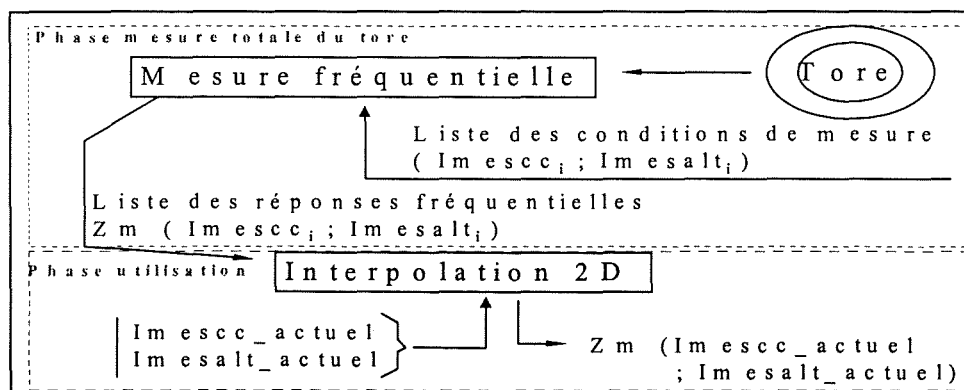 Phase mesure totale du tore
Mesure fréquentielle
Tore
Liste des conditions de mesure
( Imescc_i ; Imesalt_i )
Liste des réponses fréquentielles
Zm ( Imescc_i ; Imesalt_i )
Phase utilisation
Interpolation 2D
Imescc_actuel
Imesalt_actuel
Zm (Imescc_actuel
; Imesalt_actuel)